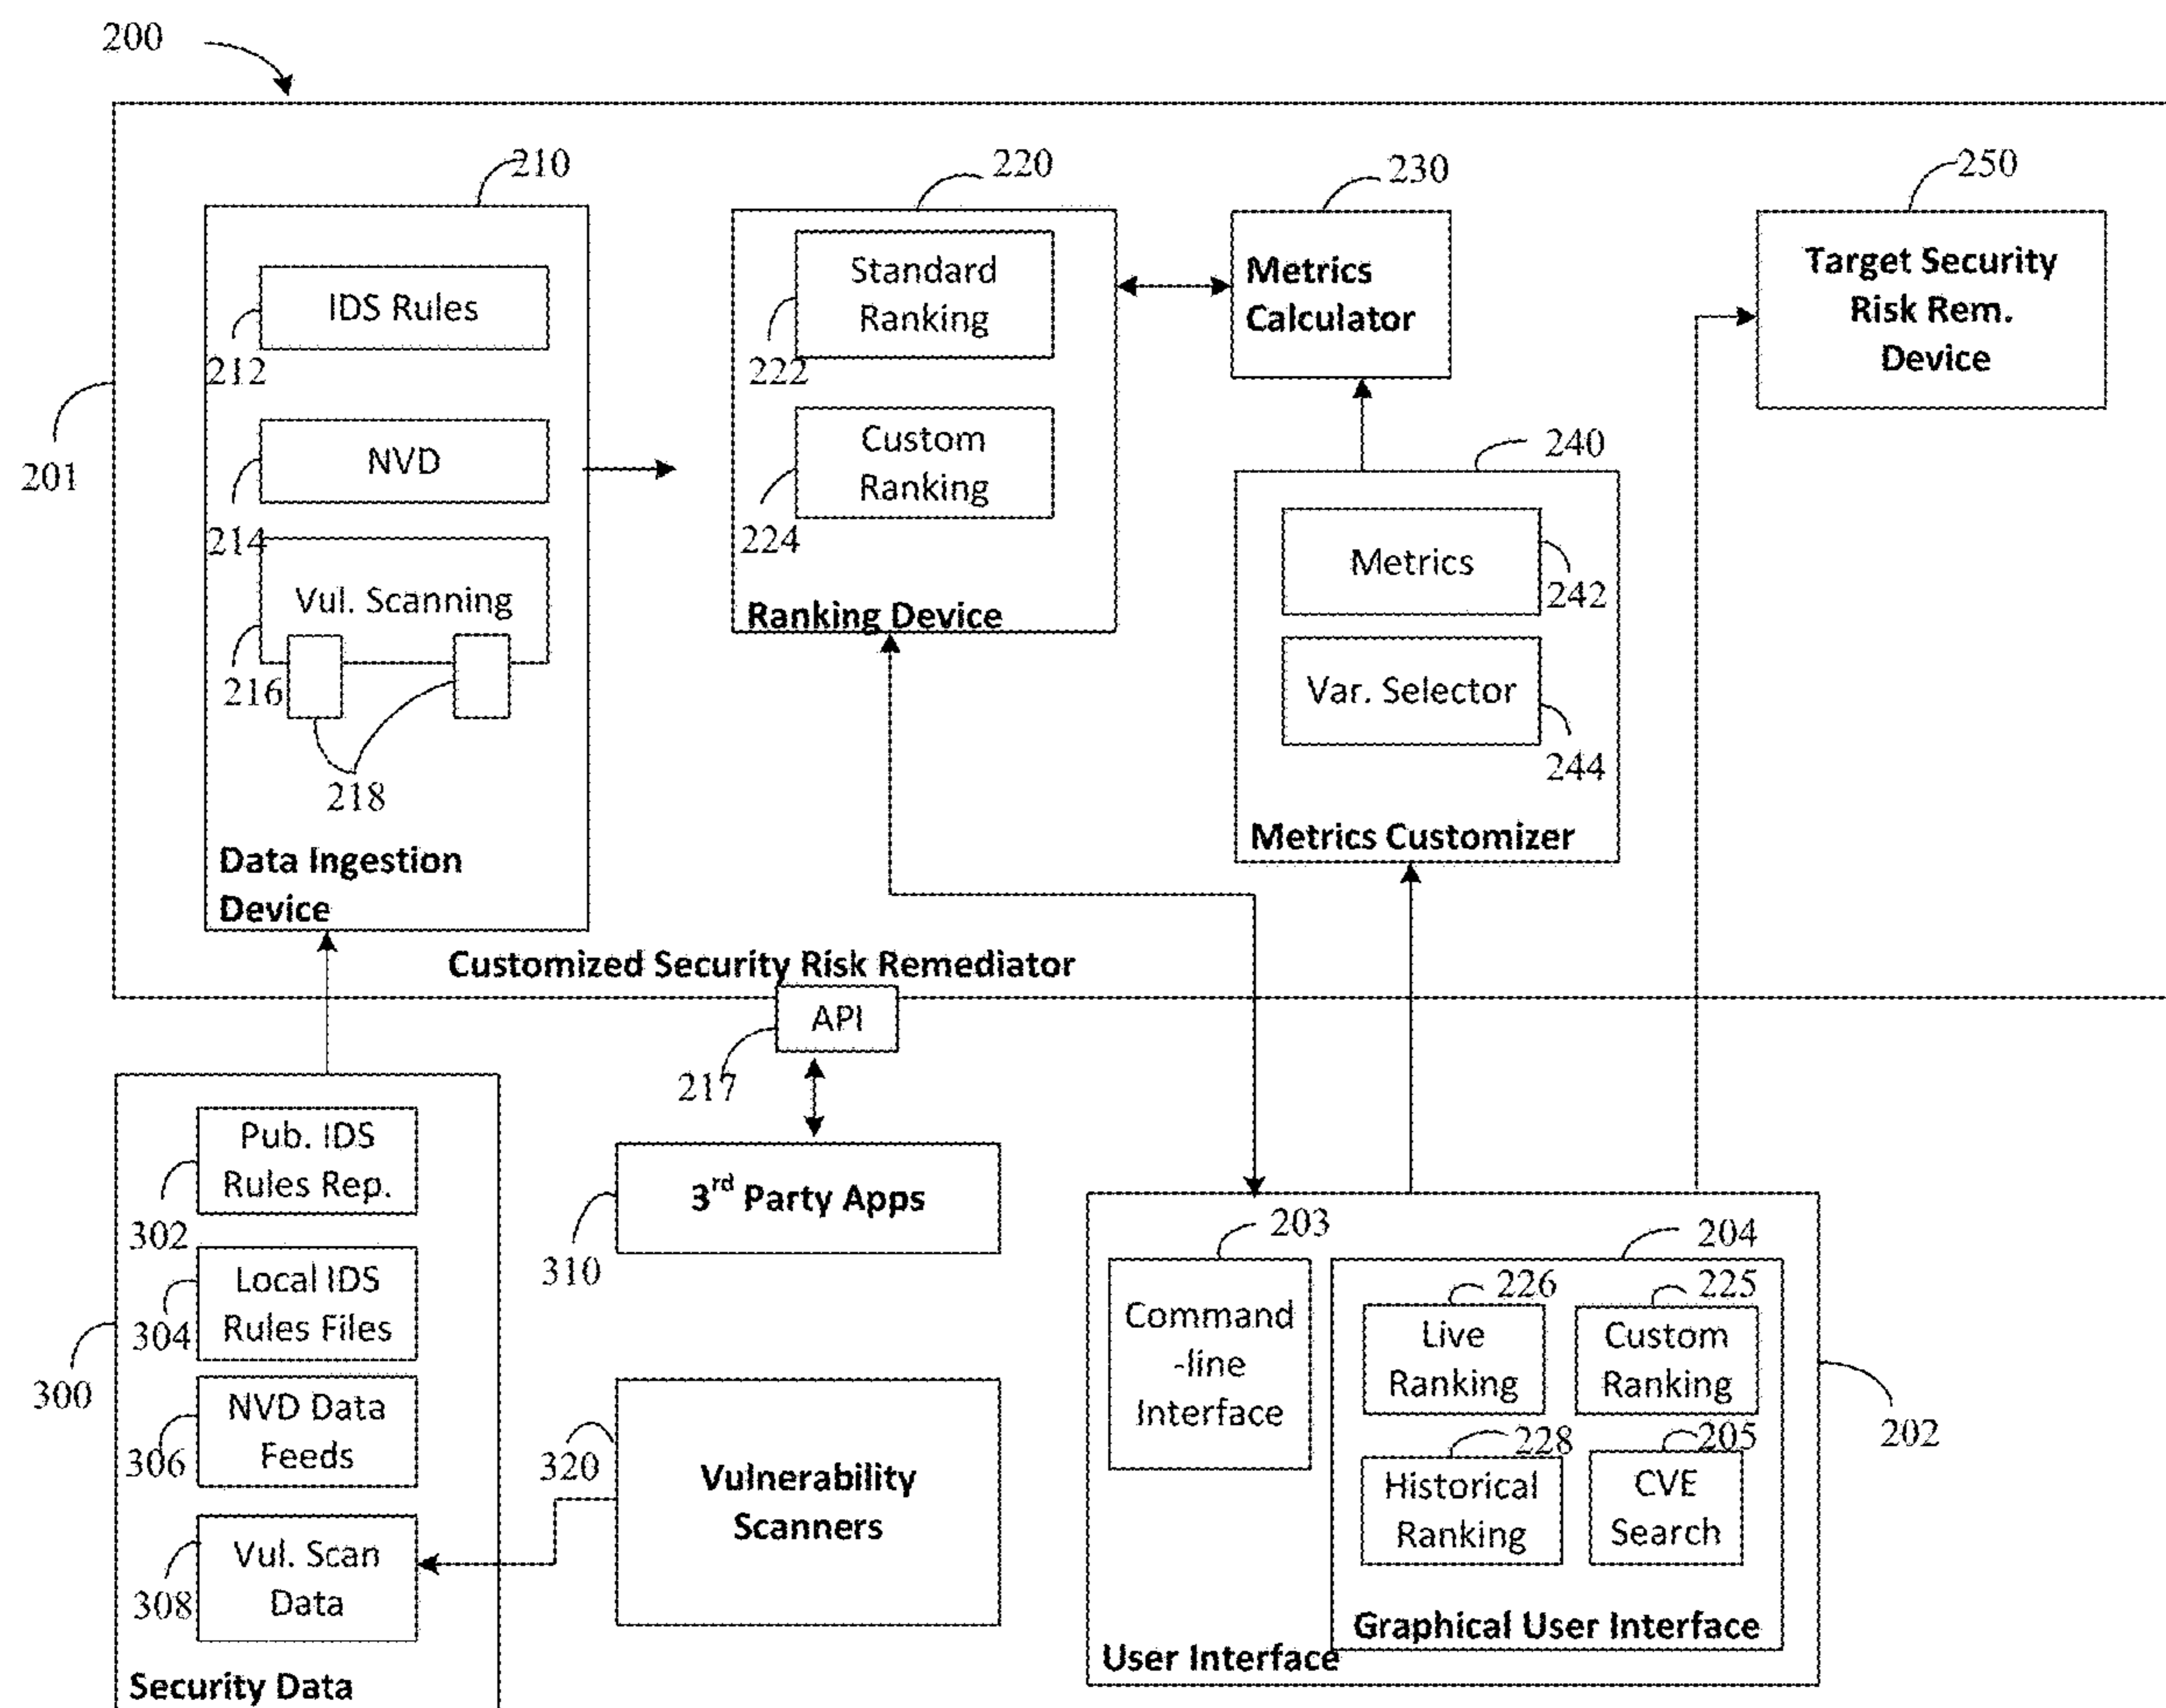 200
210
220
230
250
IDS Rules
212
Standard
Ranking
222
Metrics
Calculator
Target Security
Risk Rem.
Device
201
NVD
214
Custom
Ranking
224
240
Vul. Scanning
216
218
Ranking Device
Metrics
242
Var. Selector
244
Metrics Customizer
Data Ingestion
Device
Customized Security Risk Remediator
API
217
Pub. IDS
Rules Rep.
302
Local IDS
Rules Files
304
300
NVD Data
Feeds
306
Vul. Scan
Data
308
Security Data
3rd Party Apps
310
320
Vulnerability
Scanners
203
Command
-line
Interface
204
226
Live
Ranking
225
Custom
Ranking
228
Historical
Ranking
205
CVE
Search
202
Graphical User Interface
User Interface